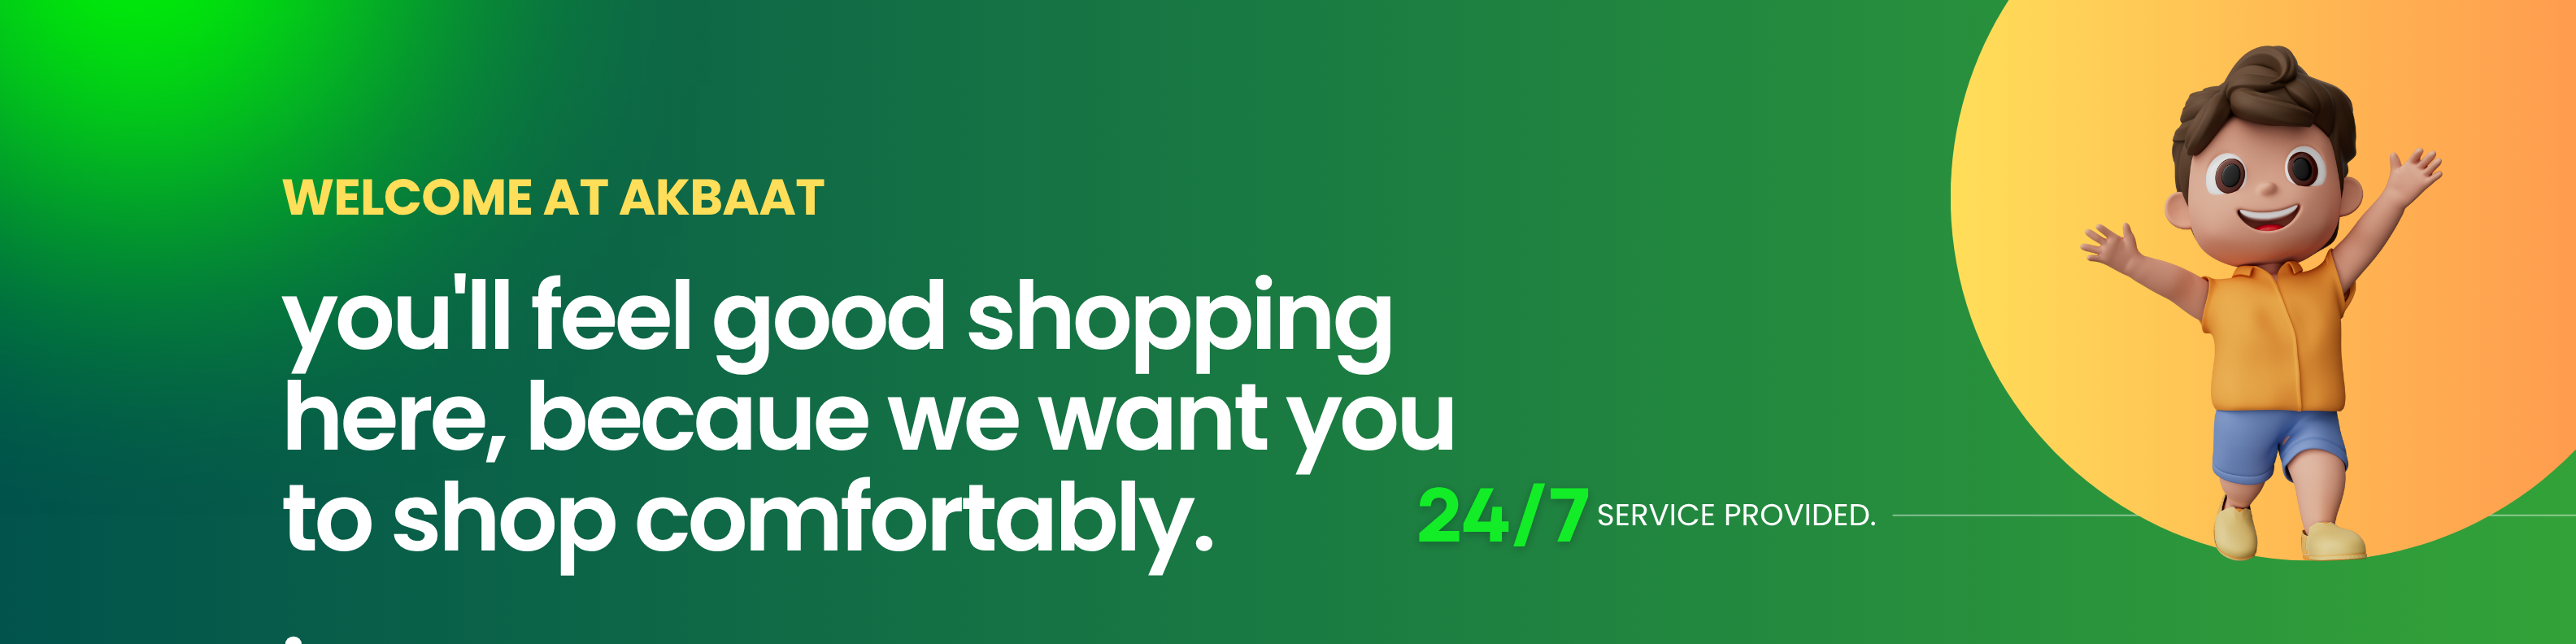 WELCOME AT AKBAAT
you'll feel good shopping
here, becaue we want you
to shop comfortably.
24/7 SERVICE PROVIDED.